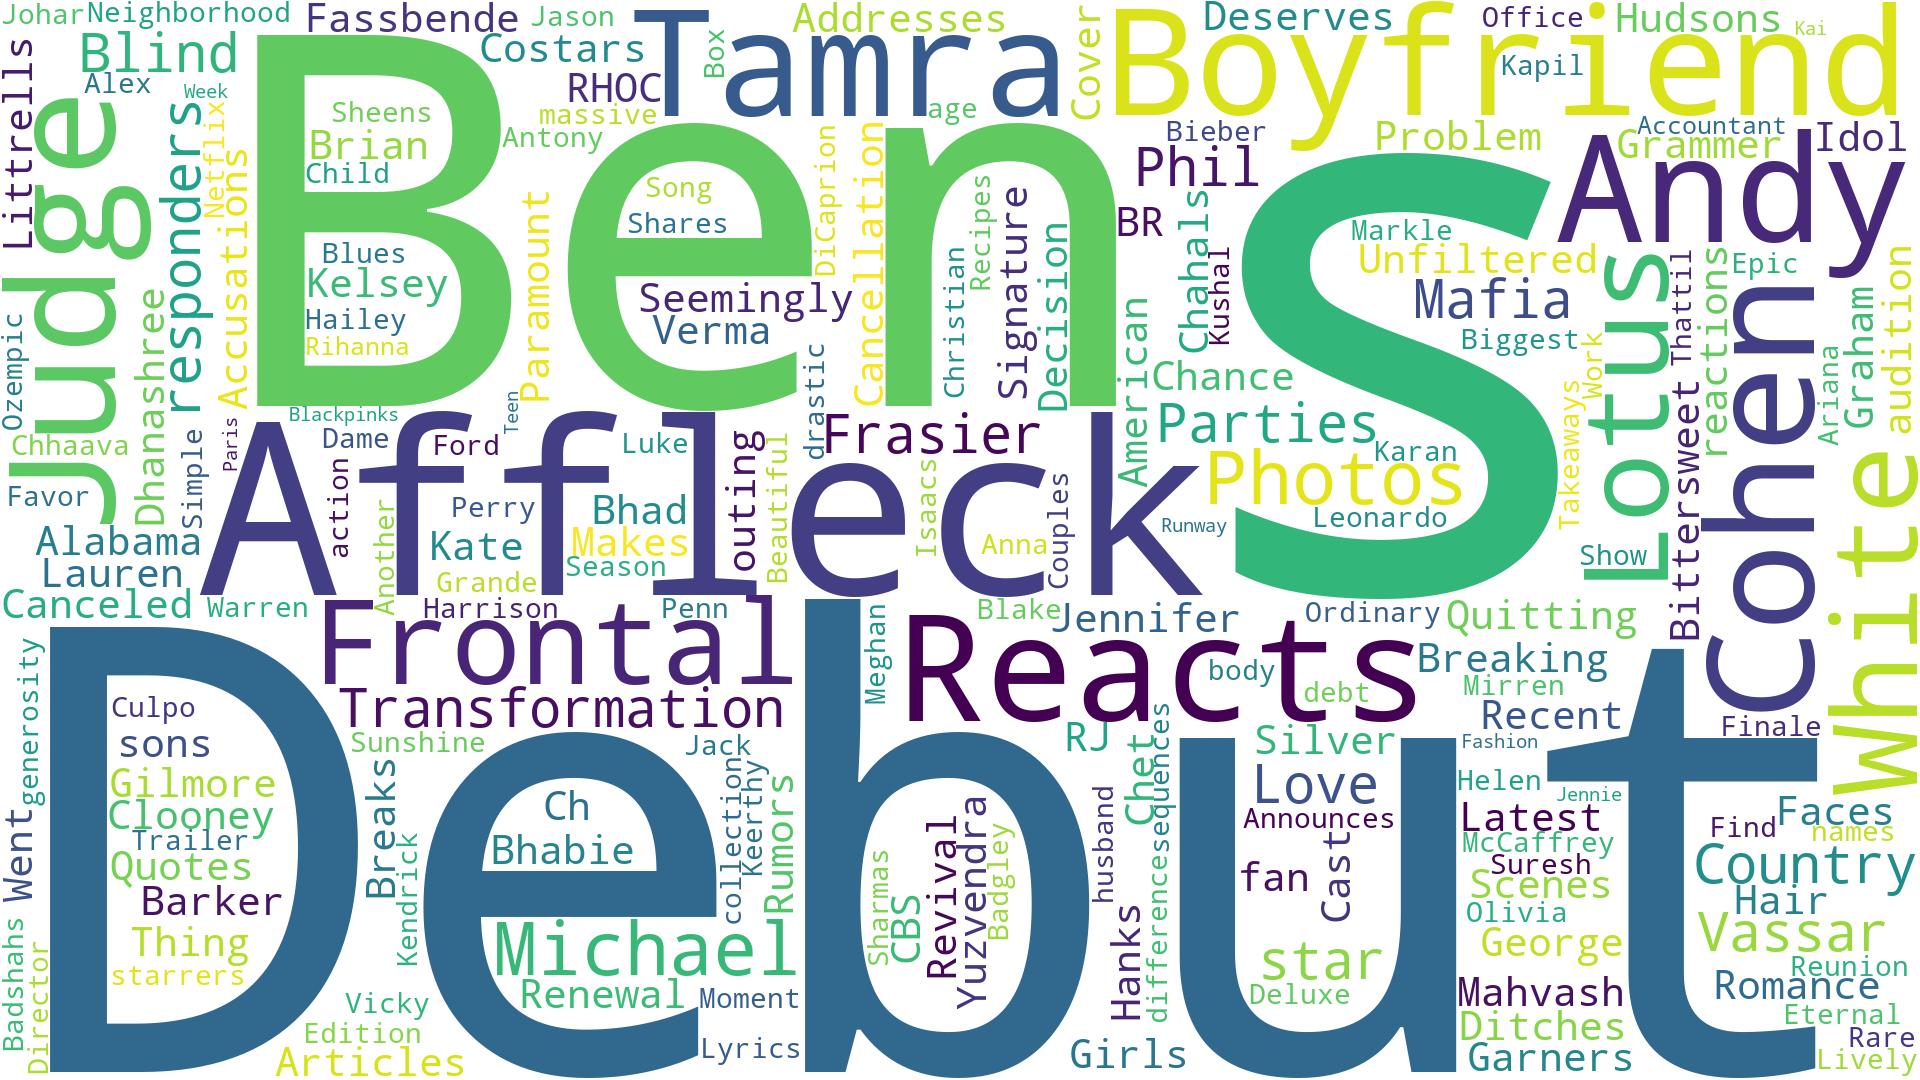 Johar
Neighborhood
Fassbende
Jason
Tamra
Addresses
Cover
Boyfriend
Deserves
Office
Hudsons
Kai
Littrells
Blind
Costars
Box
Kapil
Alex
Week
RHOC
Judge
responders
Netflix
Ben
Sheens
massive
age
Bieber
Problem
Accountant
Grammer
Idol
Brian
Antony
Phil
Andy
Child
Accusations
Paramount
Song
Shares
DiCaprion
Cancellation
Recipes
Signature
BR
Chahals
Kushal
S
Markle
Unfiltered
Lotus
Thattil
reactions
Epic
audition
Blues
Kelsey
Seemingly
Verma
Christian
Decision
American
Mafia
Biggest
Cohen
Graham
Ariana
Hailey
Rihanna
Ozempic
Dhanashree
Chance
Work
Takeaways
Bittersweet
White
Blackpinks
Teen
drastic
Frasier
Parties
Karan
Chhaava
Simple
Paris
Dame
Ford
Luke
outing
Beautiful
Affleck
Photos
Favor
action
Perry
Bhad
Isaacs
Couples
Leonardo
Runway
Alabama
Another
Kate
Makes
Anna
Show
Lauren
Grande
Season
Canceled
Warren
Harrison
Penn
Meghan
Blake
Jennifer
Ordinary
Quitting
Frontal
Reacts
generosity
Breaking
body
debt
Mirren
Culpo
Transformation
Recent
Finale
sons
Sunshine
Jack
RJ
Chet
sequences
Silver
Fashion
Debut
Gilmore
Breaks
collection
Keerthy
Rumors
Love
Helen
Jennie
Went
Clooney
Ch
husband
Announces
Latest
Faces
Trailer
Bhabie
Revival
Yuzvendra
Cast
McCaffrey
Find
names
Quotes
Kendrick
Sharmas
CBS
Badgley
differences
fan
Suresh
Scenes
Country
Barker
Hanks
Olivia
Hair
Badshahs
Director
Thing
Michael
star
George
Vassar
starrers
Renewal
Moment
Deluxe
Mahvash
Reunion
Romance
Vicky
Edition
Ditches
Eternal
Articles
Lyrics
Girls
Garners
Rare
Lively